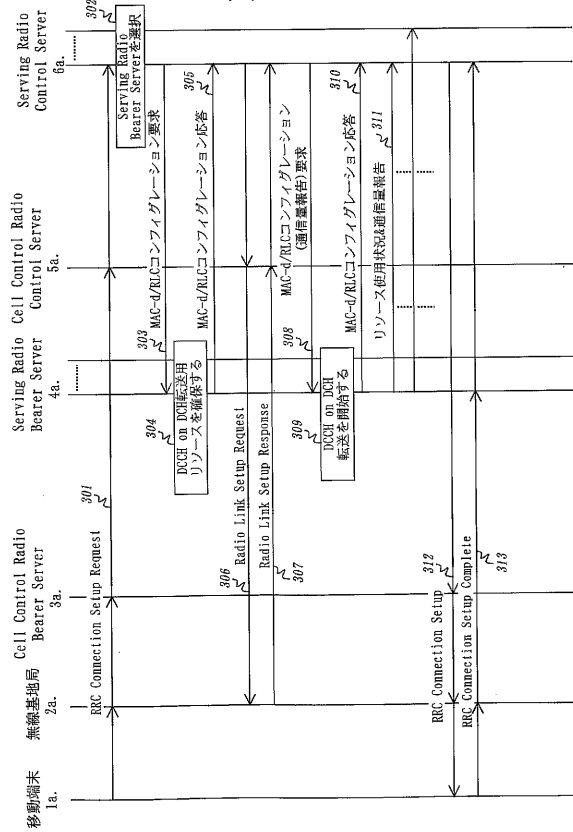 移動端末
1a.
無線基地局
2a.
Cell Control Radio
Bearer Server
3a.
Serving Radio
Bearer Server
4a.
Cell Control Radio
Control Server
5a.
Serving Radio
Control Server
6a.
RRC Connection Setup Request
301
302
Serving Radio
Bearer Serverを選択
303
MAC-d/RLCコンフィグレーション要求
304
DCCH on DCH転送用
リソースを確保する
MAC-d/RLCコンフィグレーション応答
305
306
Radio Link Setup Request
Radio Link Setup Response
307
MAC-d/RLCコンフィグレーション
(通信量報告)要求
308
309
DCCH on DCH
転送を開始する
MAC-d/RLCコンフィグレーション応答
310
リソース使用状況&通信量報告
311
RRC Connection Setup
312
RRC Connection Setup Complete
313